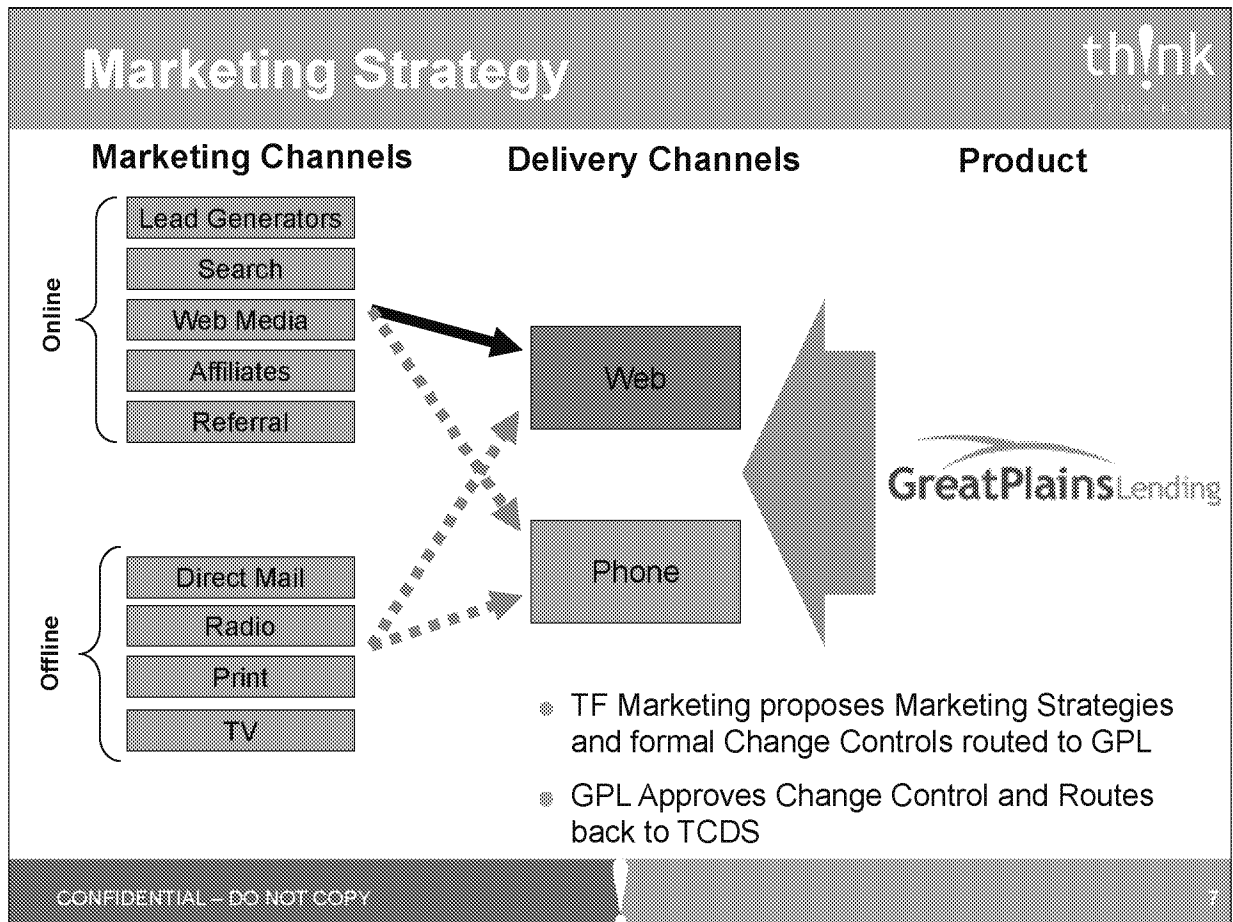 Marketing Strategy
th!nk
Marketing Channels
Delivery Channels
Product
Online
Lead Generators
Search
Web Media
Affiliates
Referral
Offline
Direct Mail
Radio
Print
TV
Web
Phone
GreatPlainsLending
TF Marketing proposes Marketing Strategies
and formal Change Controls routed to GPL
GPL Approves Change Control and Routes
back to TCDS
CONFIDENTIAL – DO NOT COPY
7